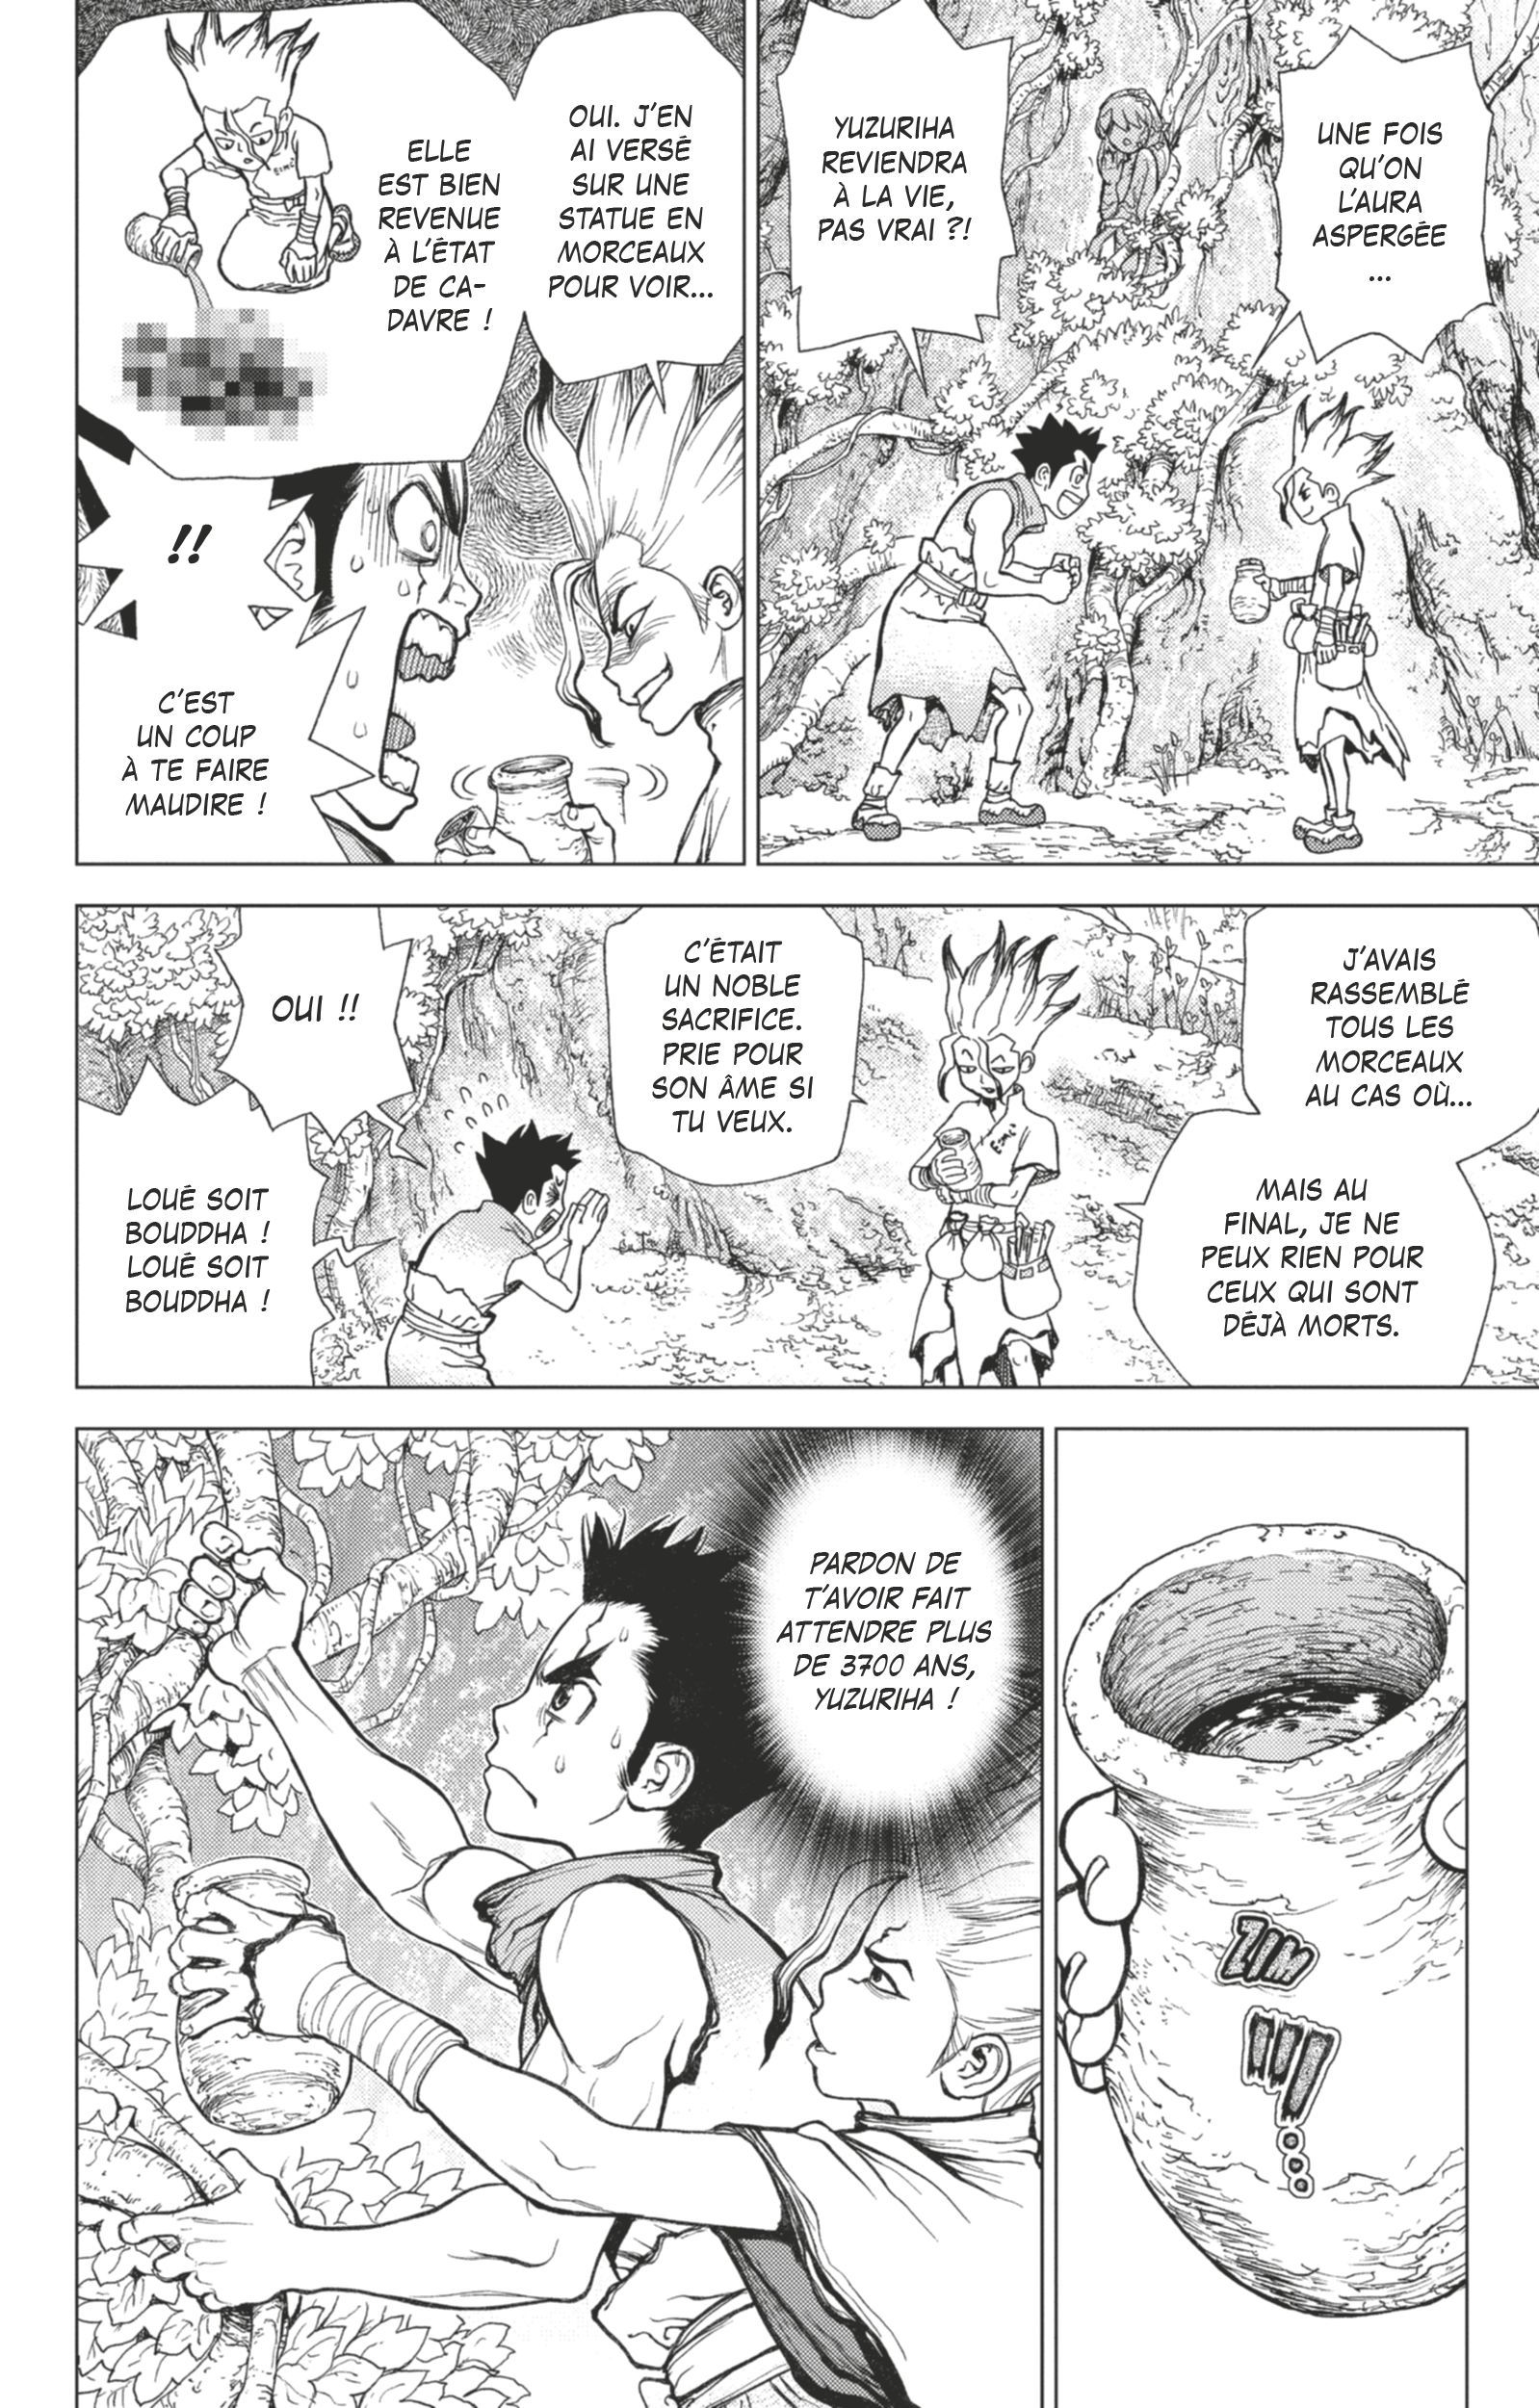 UNE FOIS
QU'ON
L'AURA
ASPERGÉE
...
YUZURIHA
REVIENDRA
À LA VIE,
PAS VRAI ?!
OUI. J'EN
AI VERSÉ
SUR UNE
STATUE EN
MORCEAUX
POUR VOIR...
ELLE
EST BIEN
REVENUE
À L'ÉTAT
DE CA-
DAVRE !
!!
C'EST
UN COUP
À TE FAIRE
MAUDIRE !
J'AVAIS
RASSEMBLÉ
TOUS LES
MORCEAUX
AU CAS OÙ...
MAIS AU
FINAL, JE NE
PEUX RIEN POUR
CEUX QUI SONT
DÉJÀ MORTS.
C'ÉTAIT
UN NOBLE
SACRIFICE.
PRIE POUR
SON ÂME SI
TU VEUX.
OUI !!
LOUÉ SOIT
BOUDDHA !
LOUÉ SOIT
BOUDDHA !
ZIM
!!!...
PARDON DE
T'AVOIR FAIT
ATTENDRE PLUS
DE 3700 ANS,
YUZURIHA !